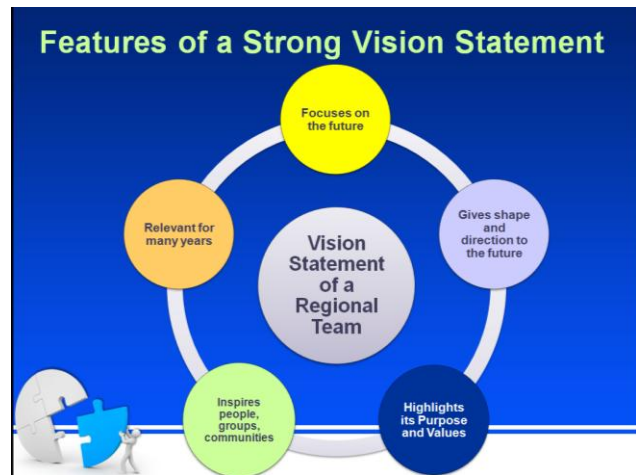 Features of a Strong Vision Statement
Focuses on
the future
Gives shape
and
direction to
the future
Highlights
its Purpose
and Values
Inspires
people,
groups,
communities
Relevant for
many years
Vision
Statement
of a
Regional
Team